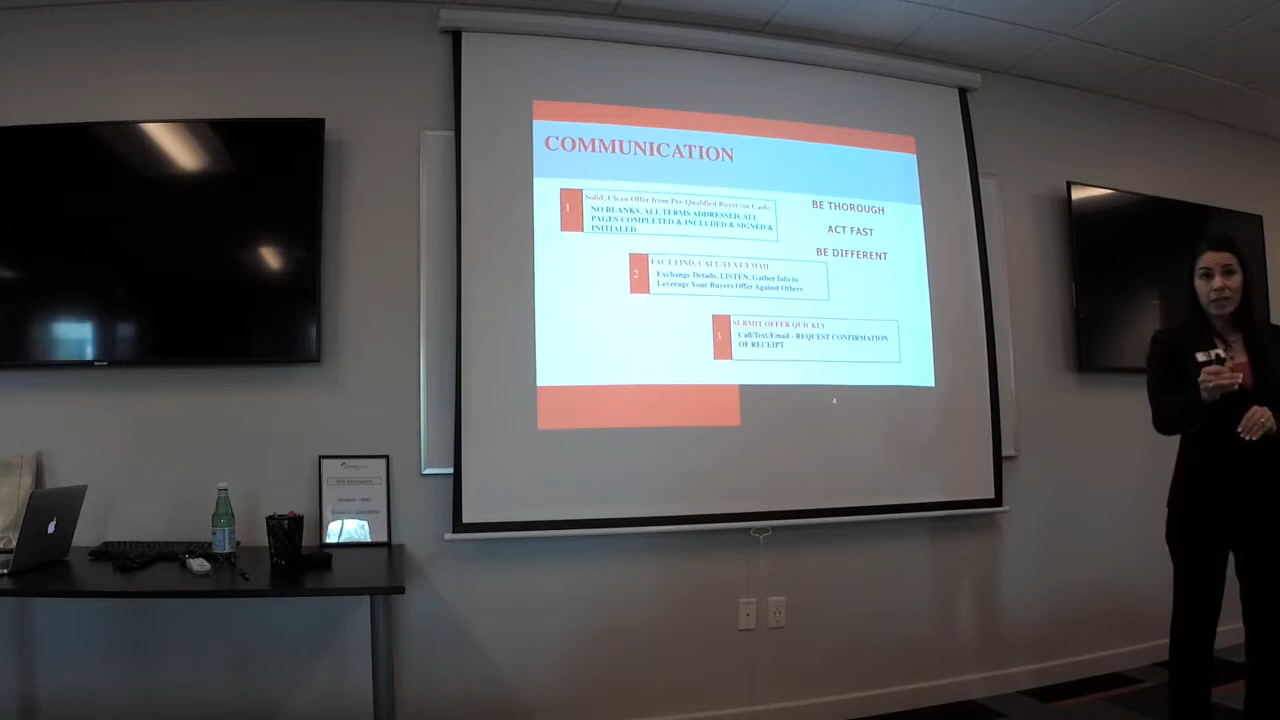 COMMUNICATION
1
Solid, Clean Offer from Pre-Qualified Buyer (or Cash)
NO BLANKS, ALL TERMS ADDRESSED, ALL
PAGES COMPLETED & INCLUDED & SIGNED &
INITIALED
BE THOROUGH
ACT FAST
BE DIFFERENT
2
FACT FIND, CALL/TEXT/EMAIL
Exchange Details, LISTEN, Gather Info to
Leverage Your Buyers Offer Against Others
3
SUBMIT OFFER QUICKLY
Call/Text/Email - REQUEST CONFIRMATION
OF RECEIPT
4